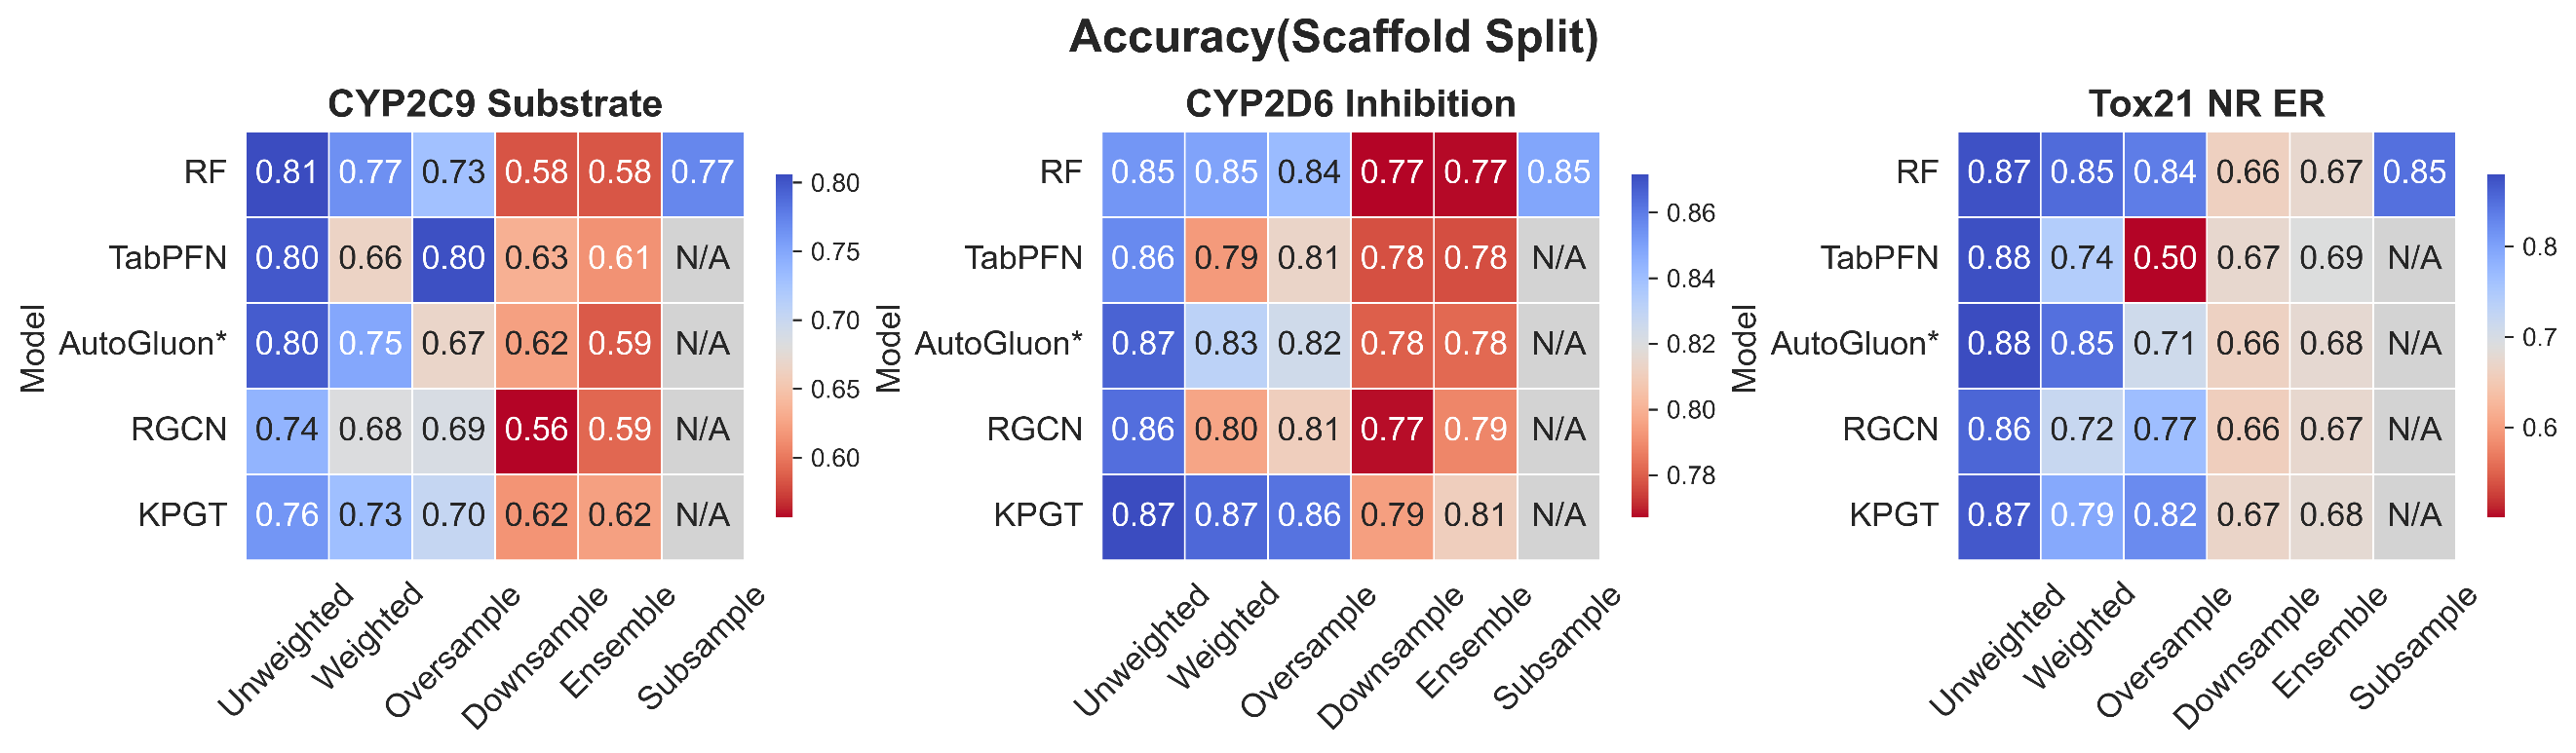 Accuracy(Scaffold Split)
CYP2C9 Substrate
Model
RF 0.81 0.77 0.73 0.58 0.58 0.77
TabPFN 0.80 0.66 0.80 0.63 0.61 N/A
AutoGluon* 0.80 0.75 0.67 0.62 0.59 N/A
RGCN 0.74 0.68 0.69 0.56 0.59 N/A
KPGT 0.76 0.73 0.70 0.62 0.62 N/A
Unweighted Weighted Oversample Downsample Ensemble Subsample
0.80
0.75
0.70
0.65
0.60
CYP2D6 Inhibition
Model
RF 0.85 0.85 0.84 0.77 0.77 0.85
TabPFN 0.86 0.79 0.81 0.78 0.78 N/A
AutoGluon* 0.87 0.83 0.82 0.78 0.78 N/A
RGCN 0.86 0.80 0.81 0.77 0.79 N/A
KPGT 0.87 0.87 0.86 0.79 0.81 N/A
Unweighted Weighted Oversample Downsample Ensemble Subsample
0.86
0.84
0.82
0.80
0.78
Tox21 NR ER
Model
RF 0.87 0.85 0.84 0.66 0.67 0.85
TabPFN 0.88 0.74 0.50 0.67 0.69 N/A
AutoGluon* 0.88 0.85 0.71 0.66 0.68 N/A
RGCN 0.86 0.72 0.77 0.66 0.67 N/A
KPGT 0.87 0.79 0.82 0.67 0.68 N/A
Unweighted Weighted Oversample Downsample Ensemble Subsample
0.8
0.7
0.6